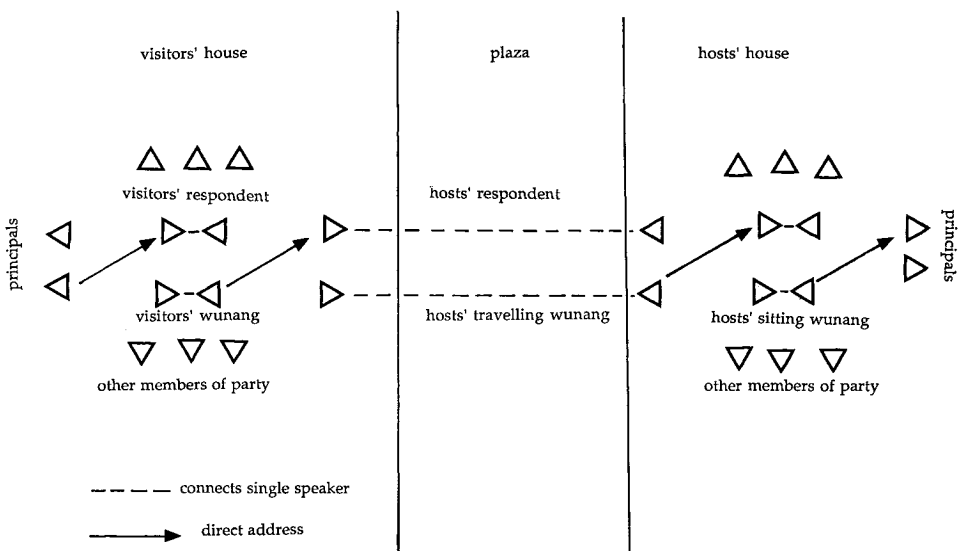 visitors' house
plaza
hosts' house
visitors' respondent
hosts' respondent
principals
principals
visitors' wunang
hosts' travelling wunang
hosts' sitting wunang
other members of party
other members of party
connects single speaker
direct address